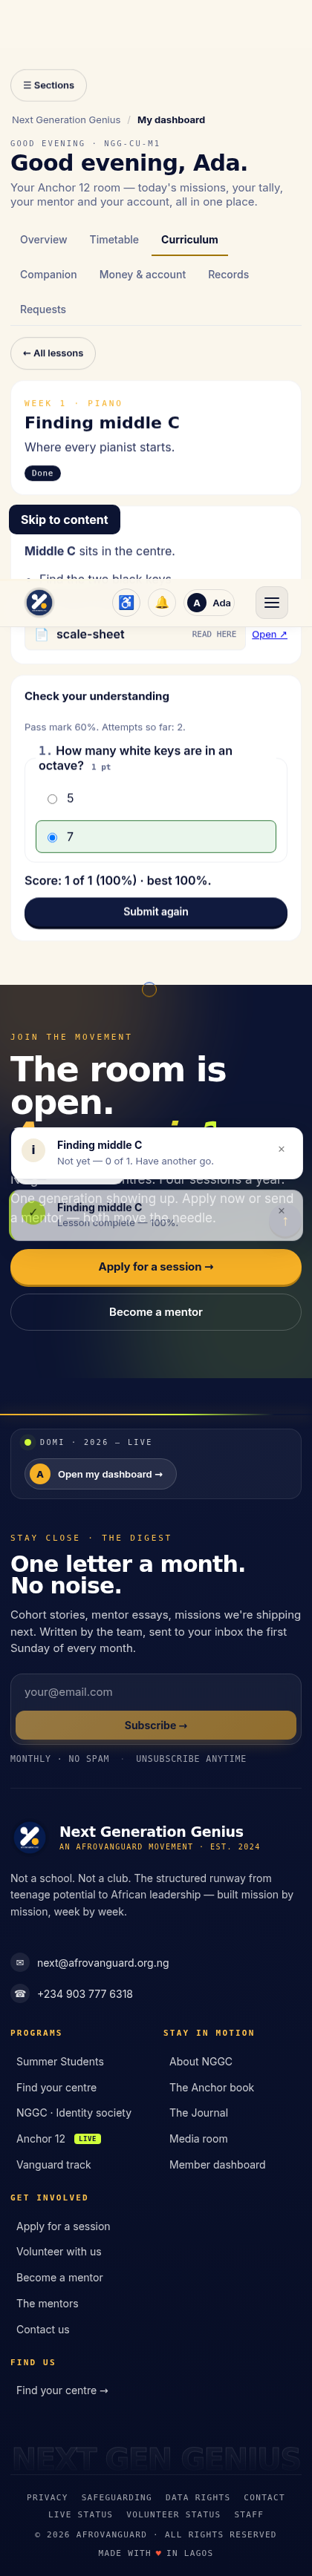 ☰ Sections
Next Generation Genius / My dashboard
GOOD EVENING · NGG-CU-M1
Good evening, Ada.
Your Anchor 12 room — today's missions, your tally,
your mentor and your account, all in one place.
Overview Timetable Curriculum
Companion Money & account Records
Requests
← All lessons
WEEK 1 · PIANO
Finding middle C
Where every pianist starts.
Done
Skip to content
Middle C sits in the centre.
Find the two black keys
A Ada
scale-sheet READ HERE Open ↗
Check your understanding
Pass mark 60%. Attempts so far: 2.
1. How many white keys are in an
octave? 1 pt
5
7
Score: 1 of 1 (100%) · best 100%.
Submit again
JOIN THE MOVEMENT
The room is
open.
i Finding middle C ×
Not yet — 0 of 1. Have another go.
Four sessions a year.
✓ Finding middle C ×
One generation showing up. Apply now or send
Lesson complete — 100%.
a mentor — both move the needle.
↑
Apply for a session →
Become a mentor
DOMI · 2026 — LIVE
A Open my dashboard →
STAY CLOSE · THE DIGEST
One letter a month.
No noise.
Cohort stories, mentor essays, missions we're shipping
next. Written by the team, sent to your inbox the first
Sunday of every month.
your@email.com
Subscribe →
MONTHLY · NO SPAM · UNSUBSCRIBE ANYTIME
Next Generation Genius
AN AFROVANGUARD MOVEMENT · EST. 2024
Not a school. Not a club. The structured runway from
teenage potential to African leadership — built mission by
mission, week by week.
✉ next@afrovanguard.org.ng
☎ +234 903 777 6318
PROGRAMS
Summer Students
Find your centre
NGGC · Identity society
Anchor 12 LIVE
Vanguard track
STAY IN MOTION
About NGGC
The Anchor book
The Journal
Media room
Member dashboard
GET INVOLVED
Apply for a session
Volunteer with us
Become a mentor
The mentors
Contact us
FIND US
Find your centre →
NEXT GEN GENIUS
PRIVACY SAFEGUARDING DATA RIGHTS CONTACT
LIVE STATUS VOLUNTEER STATUS STAFF
© 2026 AFROVANGUARD · ALL RIGHTS RESERVED
MADE WITH ♥ IN LAGOS